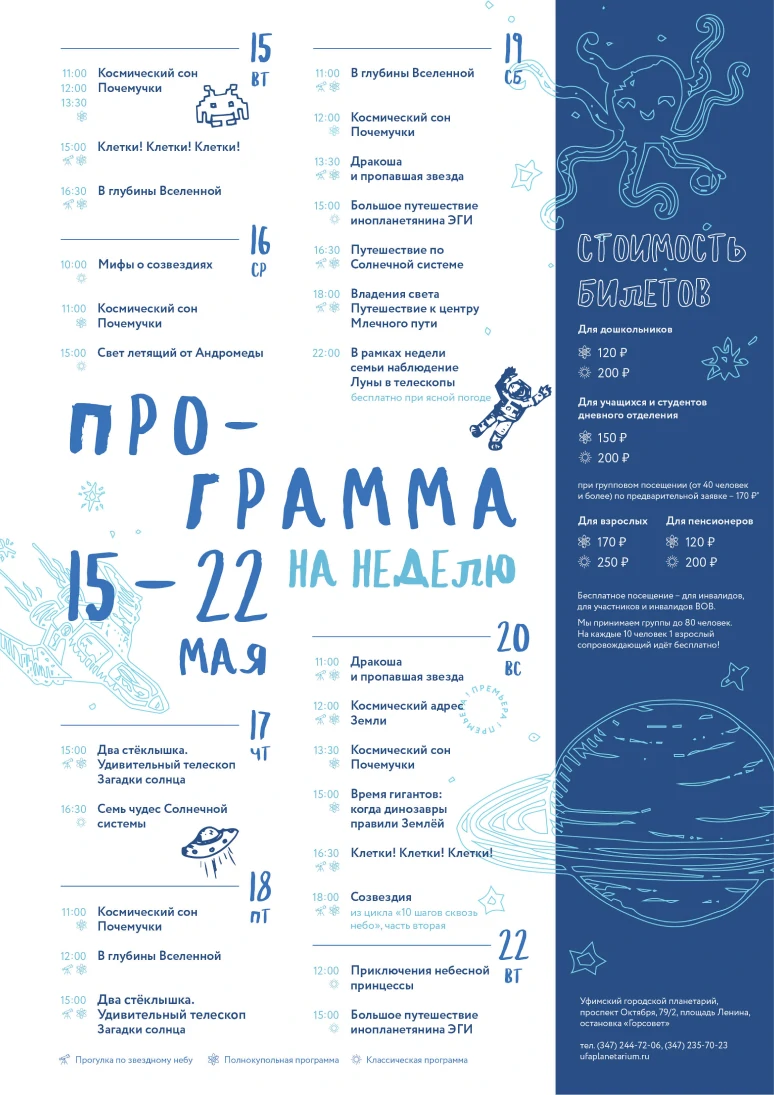 15
ВТ
11:00
12:00
13:30
Космический сон
Почемучки
15:00
Клетки! Клетки! Клетки!
16:30
В глубины Вселенной
16
СР
10:00
Мифы о созвездиях
11:00
Космический сон
Почемучки
15:00
Свет летящий от Андромеды
19
СБ
11:00
В глубины Вселенной
12:00
Космический сон
Почемучки
13:30
Дракоша
и пропавшая звезда
15:00
Большое путешествие
инопланетянина ЭГИ
16:30
Путешествие по
Солнечной системе
18:00
Владения света
Путешествие к центру
Млечного пути
22:00
В рамках недели
семьи наблюдение
Луны в телескопы
бесплатно при ясной погоде
ПРО–
ГРАММА
15–22
НА НЕДЕЛЮ
МАЯ
17
ЧТ
15:00
Два стёклышка.
Удивительный телескоп
Загадки солнца
16:30
Семь чудес Солнечной
системы
18
ПТ
11:00
Космический сон
Почемучки
12:00
В глубины Вселенной
15:00
Два стёклышка.
Удивительный телескоп
Загадки солнца
20
ВС
11:00
Дракоша
и пропавшая звезда
12:00
Космический адрес
Земли
ПРЕМЬЕРА! ПРЕМЬЕРА!
13:30
Космический сон
Почемучки
15:00
Время гигантов:
когда динозавры
правили Землёй
16:30
Клетки! Клетки! Клетки!
18:00
Созвездия
из цикла «10 шагов сквозь
небо», часть вторая
22
ВТ
12:00
Приключения небесной
принцессы
15:00
Большое путешествие
инопланетянина ЭГИ
Прогулка по звездному небу
Полнокупольная программа
Классическая программа
СТОИМОСТЬ
БИЛЕТОВ
Для дошкольников
120 ₽
200 ₽
Для учащихся и студентов
дневного отделения
150 ₽
200 ₽
при групповом посещении (от 40 человек
и более) по предварительной заявке – 170 ₽*
Для взрослых
170 ₽
250 ₽
Для пенсионеров
120 ₽
200 ₽
Бесплатное посещение – для инвалидов,
для участников и инвалидов ВОВ.
Мы принимаем группы до 80 человек.
На каждые 10 человек 1 взрослый
сопровождающий идёт бесплатно!
Уфимский городской планетарий,
проспект Октября, 79/2, площадь Ленина,
остановка «Горсовет»
тел. (347) 244-72-06, (347) 235-70-23
ufaplanetarium.ru